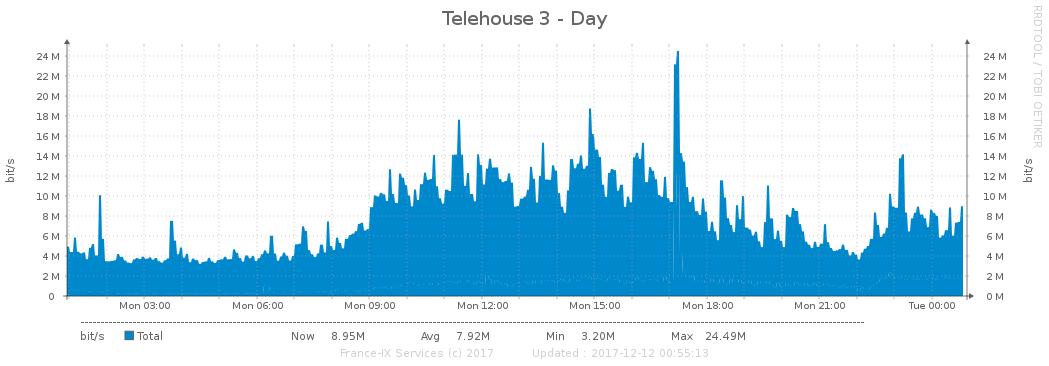 Telehouse 3 - Day
RRDTOOL / TOBI OETIKER
bit/s
24 M 24 M
22 M 22 M
20 M 20 M
18 M 18 M
16 M 16 M
14 M 14 M
12 M 12 M
10 M 10 M
8 M 8 M
6 M 6 M
4 M 4 M
2 M 2 M
0 0 M
bit/s
Mon 03:00 Mon 06:00 Mon 09:00 Mon 12:00 Mon 15:00 Mon 18:00 Mon 21:00 Tue 00:00
bit/s Total Now 8.95M Avg 7.92M Min 3.20M Max 24.49M
France-IX Services (c) 2017 Updated : 2017-12-12 00:55:13